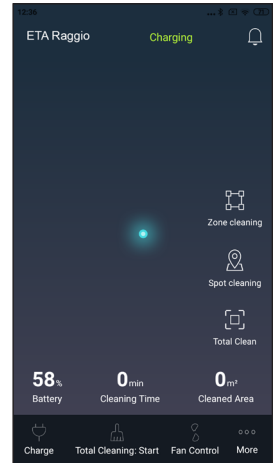 12:36
ETA Raggio Charging
Zone cleaning
Spot cleaning
Total Clean
58% 0min 0m²
Battery Cleaning Time Cleaned Area
Charge Total Cleaning: Start Fan Control More